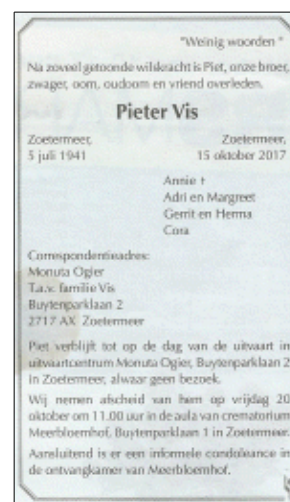 "Weinig woorden "
Na zoveel getoonde wilskracht is Piet, onze broer,
zwager, oom, oudoom en vriend overleden.
Pieter Vis
Zoetermeer, Zoetermeer,
5 juli 1941 15 oktober 2017
Annie †
Adri en Margreet
Gerrit en Herma
Cora
Correspondentieadres:
Monuta Ogier
T.a.v. familie Vis
Buytenparklaan 2
2717 AX Zoetermeer
Piet verblijft tot op de dag van de uitvaart in
uitvaartcentrum Monuta Ogier, Buytenparklaan 2
in Zoetermeer, alwaar geen bezoek.
Wij nemen afscheid van hem op vrijdag 20
oktober om 11.00 uur in de aula van crematorium
Meerbloemhof, Buytenparklaan 1 in Zoetermeer.
Aansluitend is er een informele condoleance in
de ontvangkamer van Meerbloemhof.